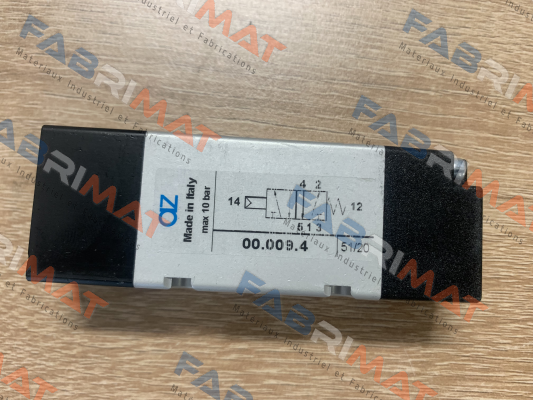 az
Made in Italy
max 10 bar
4 2
14
12
5 1 3
00.009.4
51/20
FABRIMAT
Materiaux Industriel et Fabrications